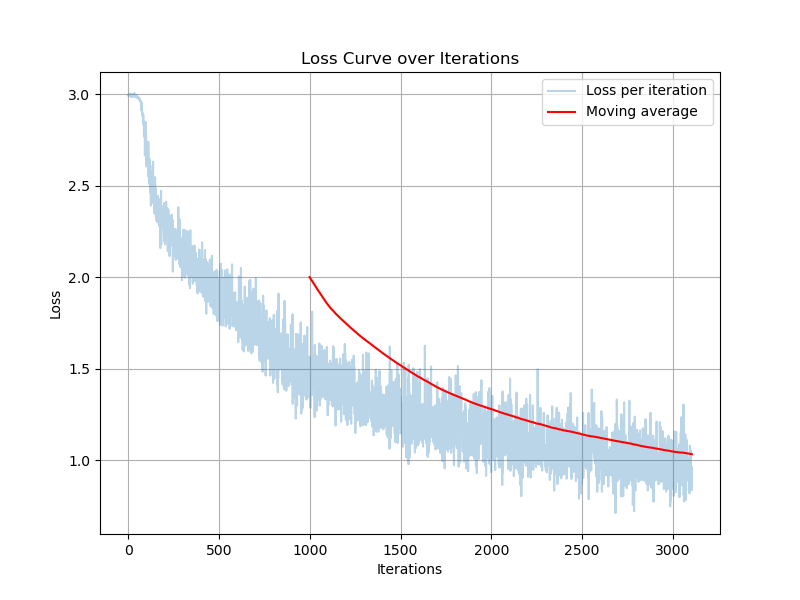 Loss Curve over Iterations
Loss per iteration
Moving average
3.0
2.5
2.0
1.5
1.0
Loss
0 500 1000 1500 2000 2500 3000
Iterations